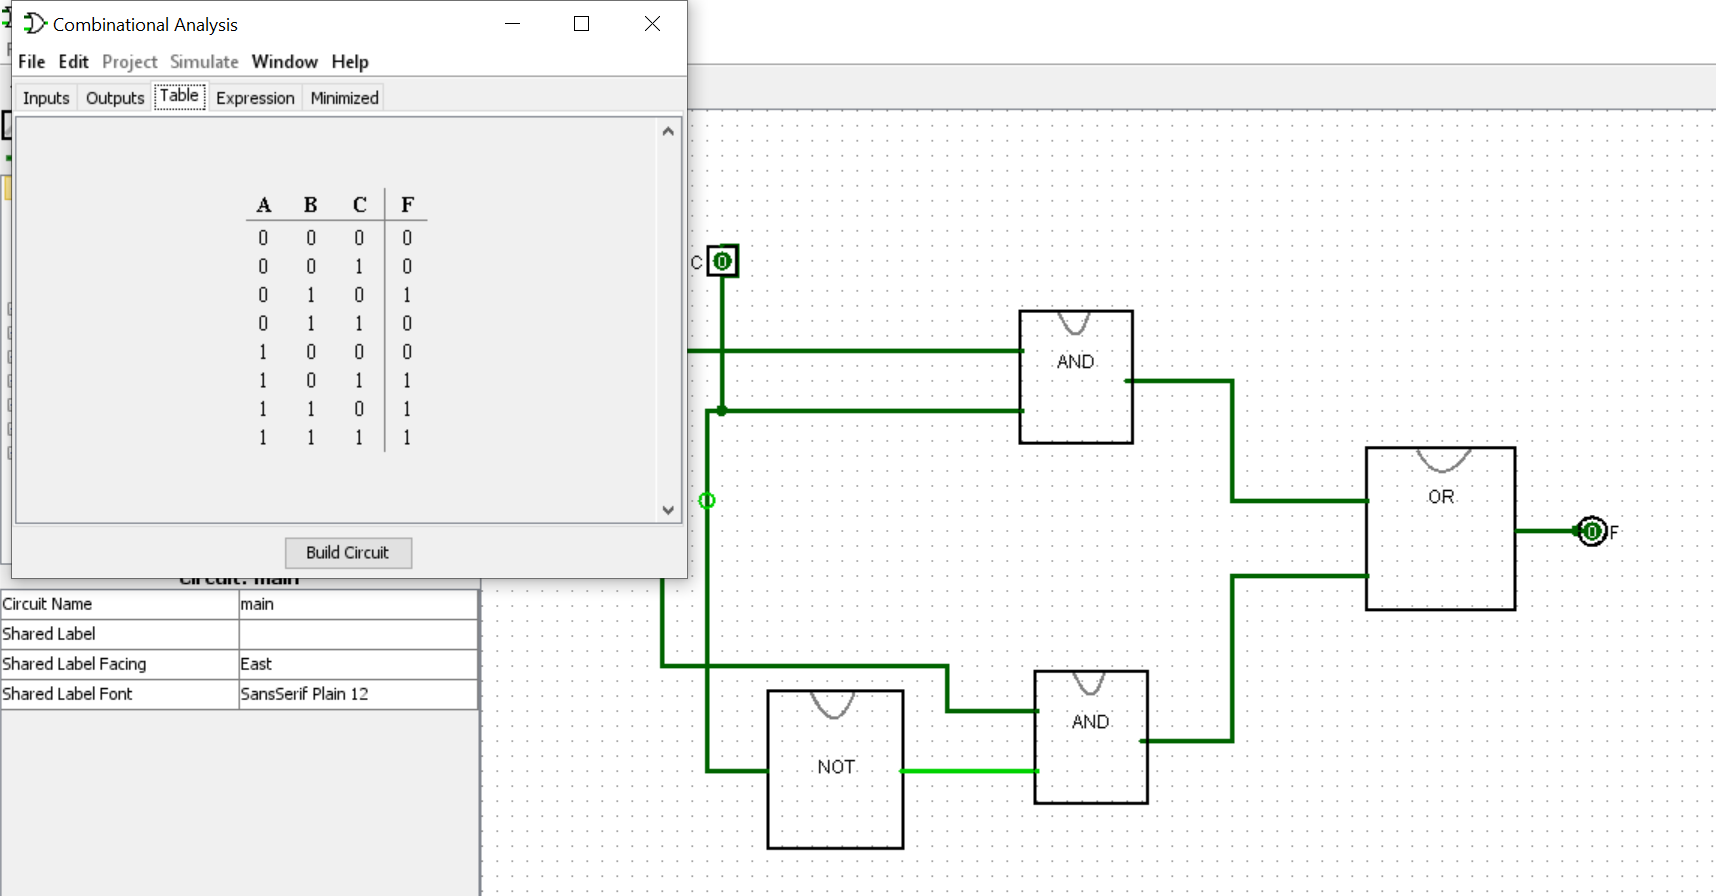 Combinational Analysis
File Edit Project Simulate Window Help
Inputs Outputs Table Expression Minimized
A B C F
0 0 0 0
0 0 1 0
0 1 0 1
0 1 1 0
1 0 0 0
1 0 1 1
1 1 0 1
1 1 1 1
Build Circuit
Circuit: main
Circuit Name main
Shared Label
Shared Label Facing East
Shared Label Font SansSerif Plain 12
C 0
AND
OR
0 F
AND
NOT